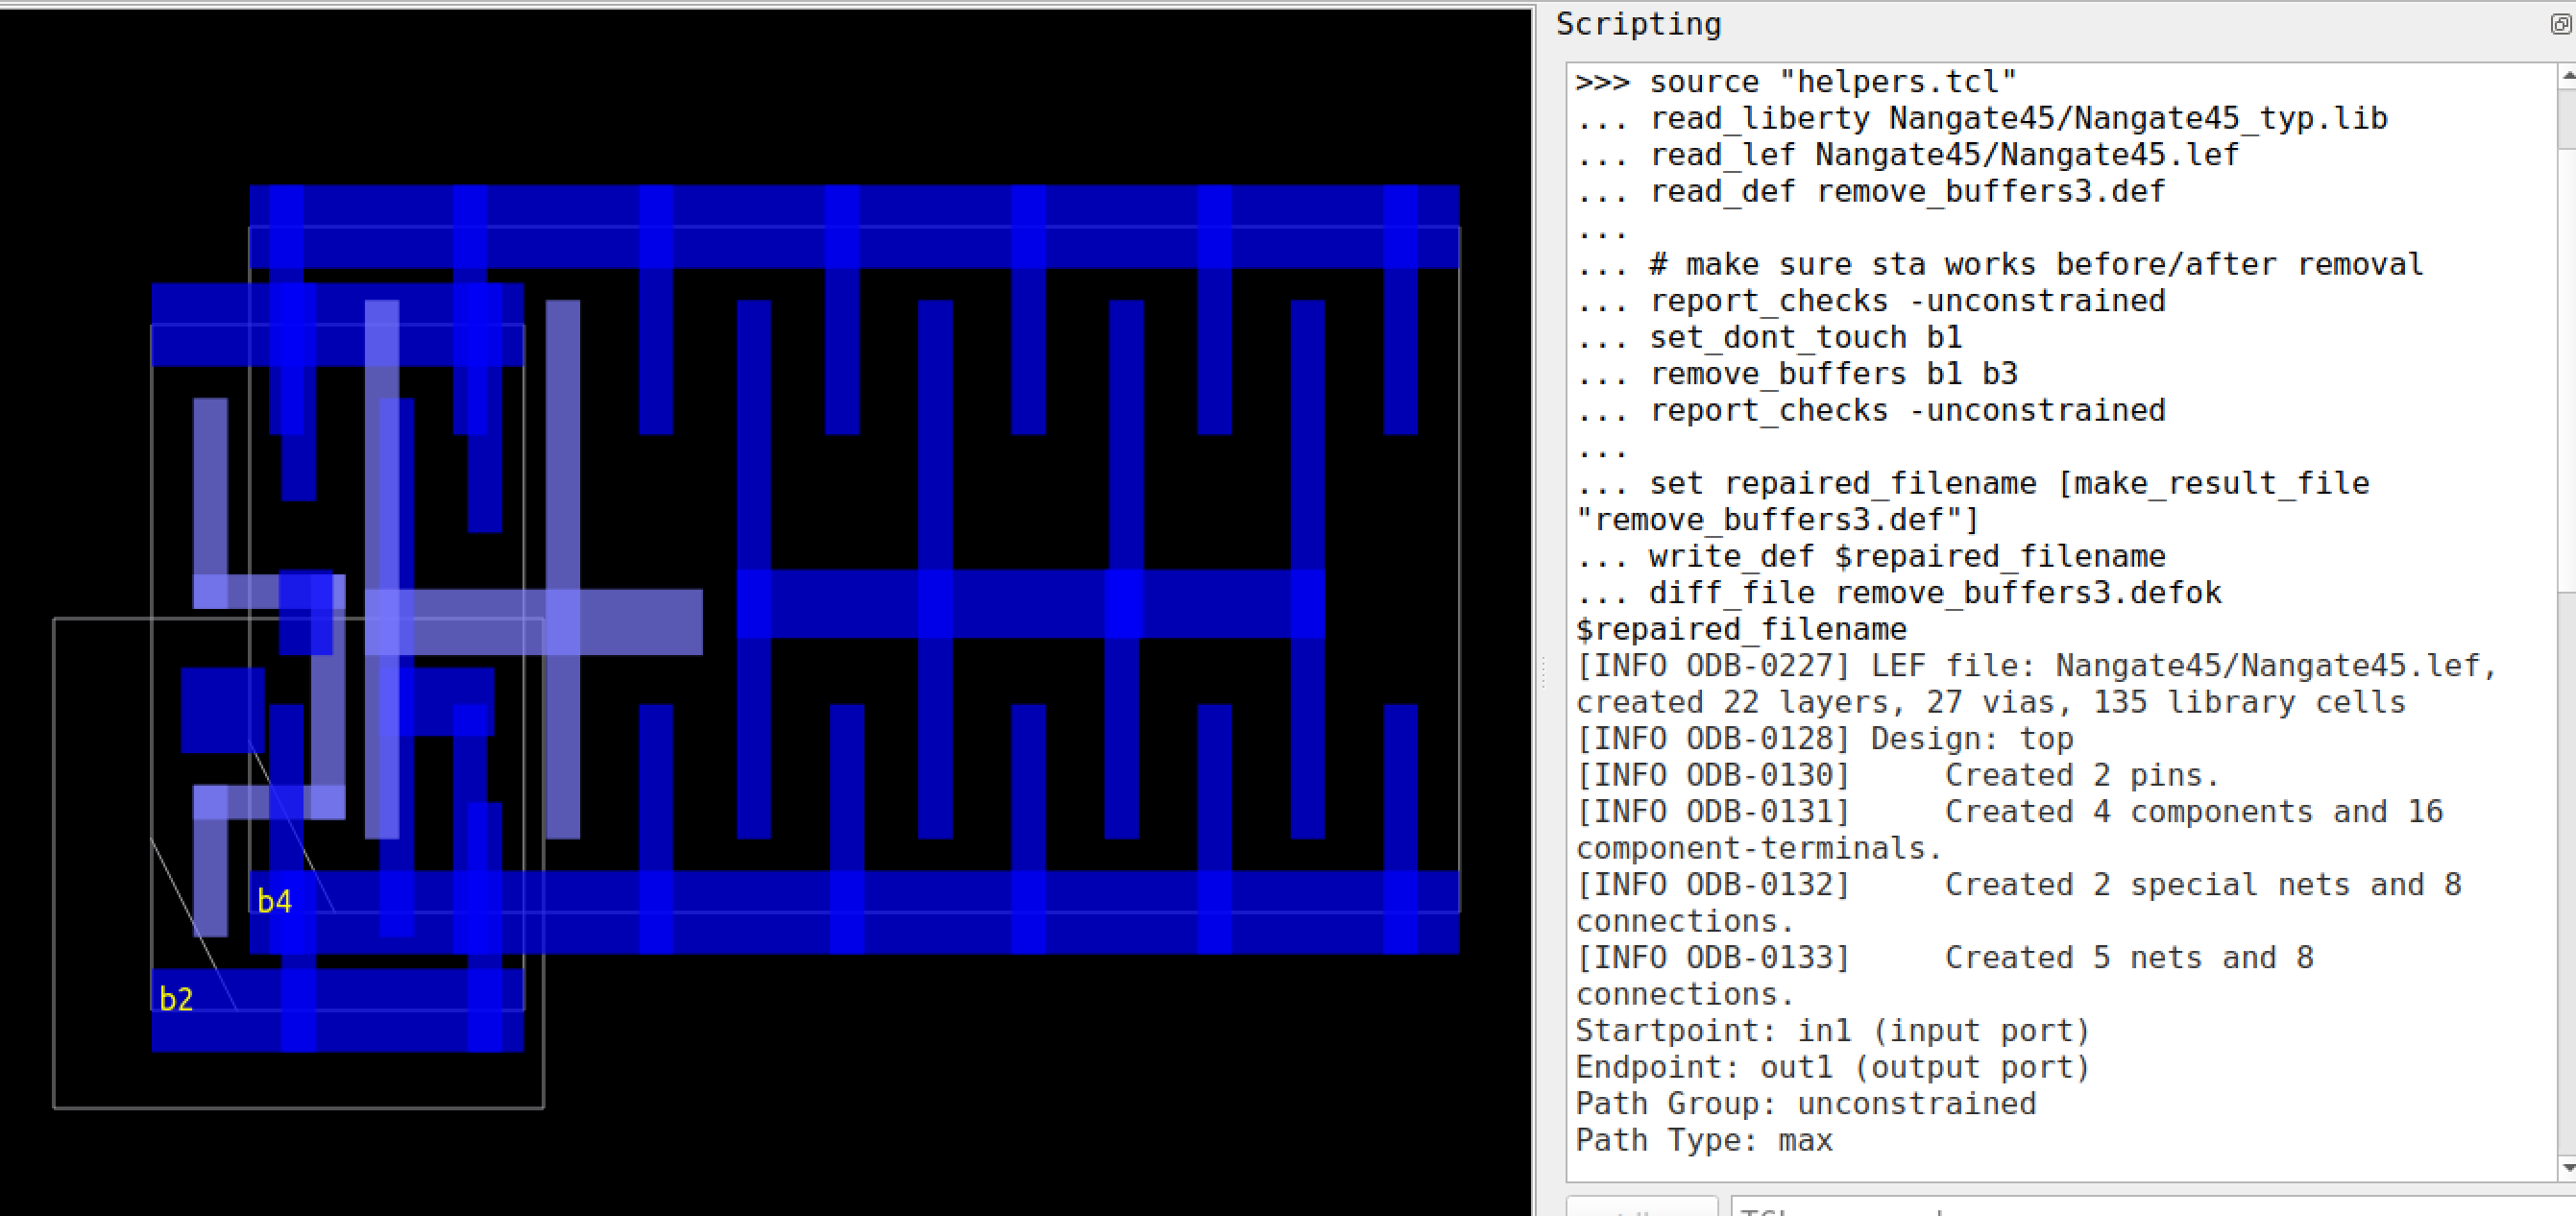 b4
b2
Scripting
>>> source "helpers.tcl"
... read_liberty Nangate45/Nangate45_typ.lib
... read_lef Nangate45/Nangate45.lef
... read_def remove_buffers3.def
...
... # make sure sta works before/after removal
... report_checks -unconstrained
... set_dont_touch b1
... remove_buffers b1 b3
... report_checks -unconstrained
...
... set repaired_filename [make_result_file
"remove_buffers3.def"]
... write_def $repaired_filename
... diff_file remove_buffers3.defok
$repaired_filename
[INFO ODB-0227] LEF file: Nangate45/Nangate45.lef,
created 22 layers, 27 vias, 135 library cells
[INFO ODB-0128] Design: top
[INFO ODB-0130]     Created 2 pins.
[INFO ODB-0131]     Created 4 components and 16
component-terminals.
[INFO ODB-0132]     Created 2 special nets and 8
connections.
[INFO ODB-0133]     Created 5 nets and 8
connections.
Startpoint: in1 (input port)
Endpoint: out1 (output port)
Path Group: unconstrained
Path Type: max